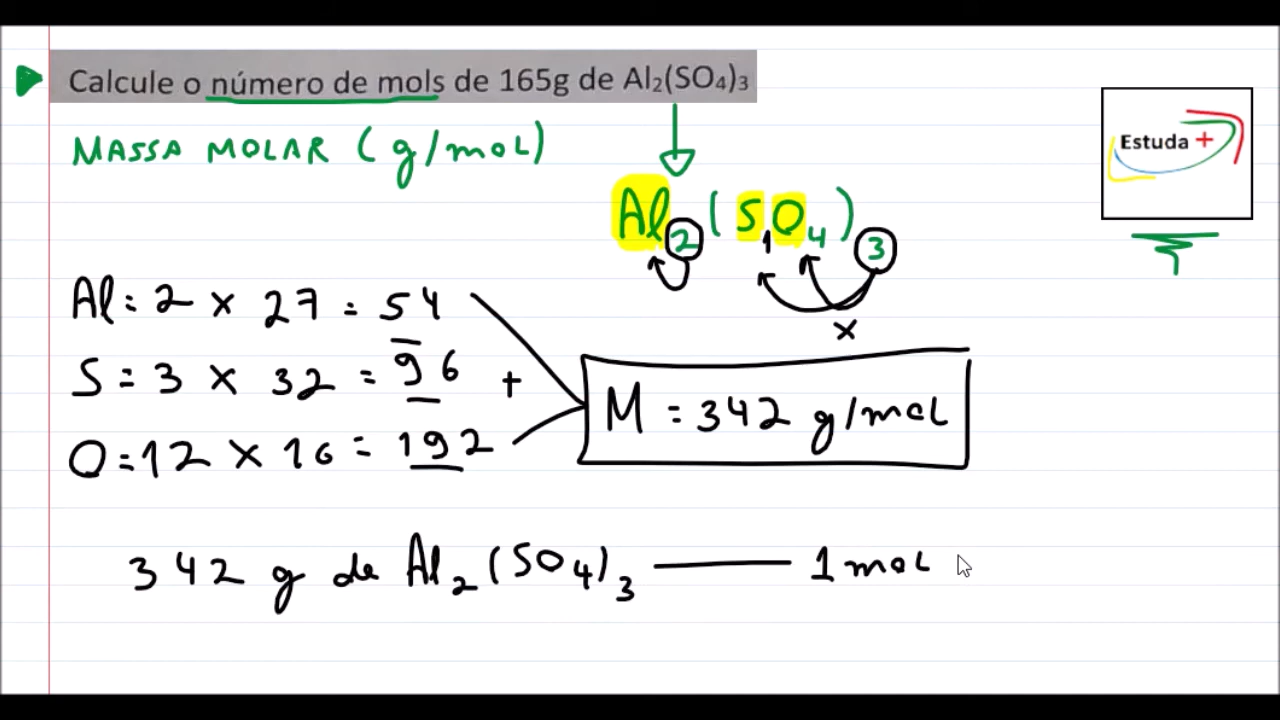 Calcule o número de mols de 165g de Al₂(SO₄)₃
MASSA MOLAR (g/mol)
Estuda +
Al₂(S₁O₄)₃
x
Al = 2 x 27 = 54
S = 3 x 32 = 96 +
O = 12 x 16 = 192
M = 342 g/mol
342 g de Al₂(SO₄)₃ —— 1 mol